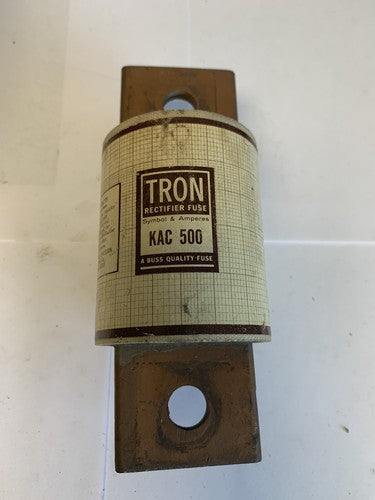 TRON
RECTIFIER FUSE
Symbol & Amperes
KAC 500
A BUSS QUALITY FUSE